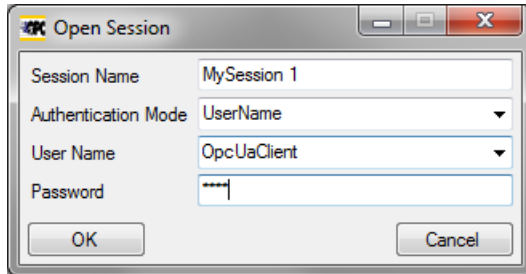 Open Session
Session Name MySession 1
Authentication Mode UserName
User Name OpcUaClient
Password ****
OK Cancel